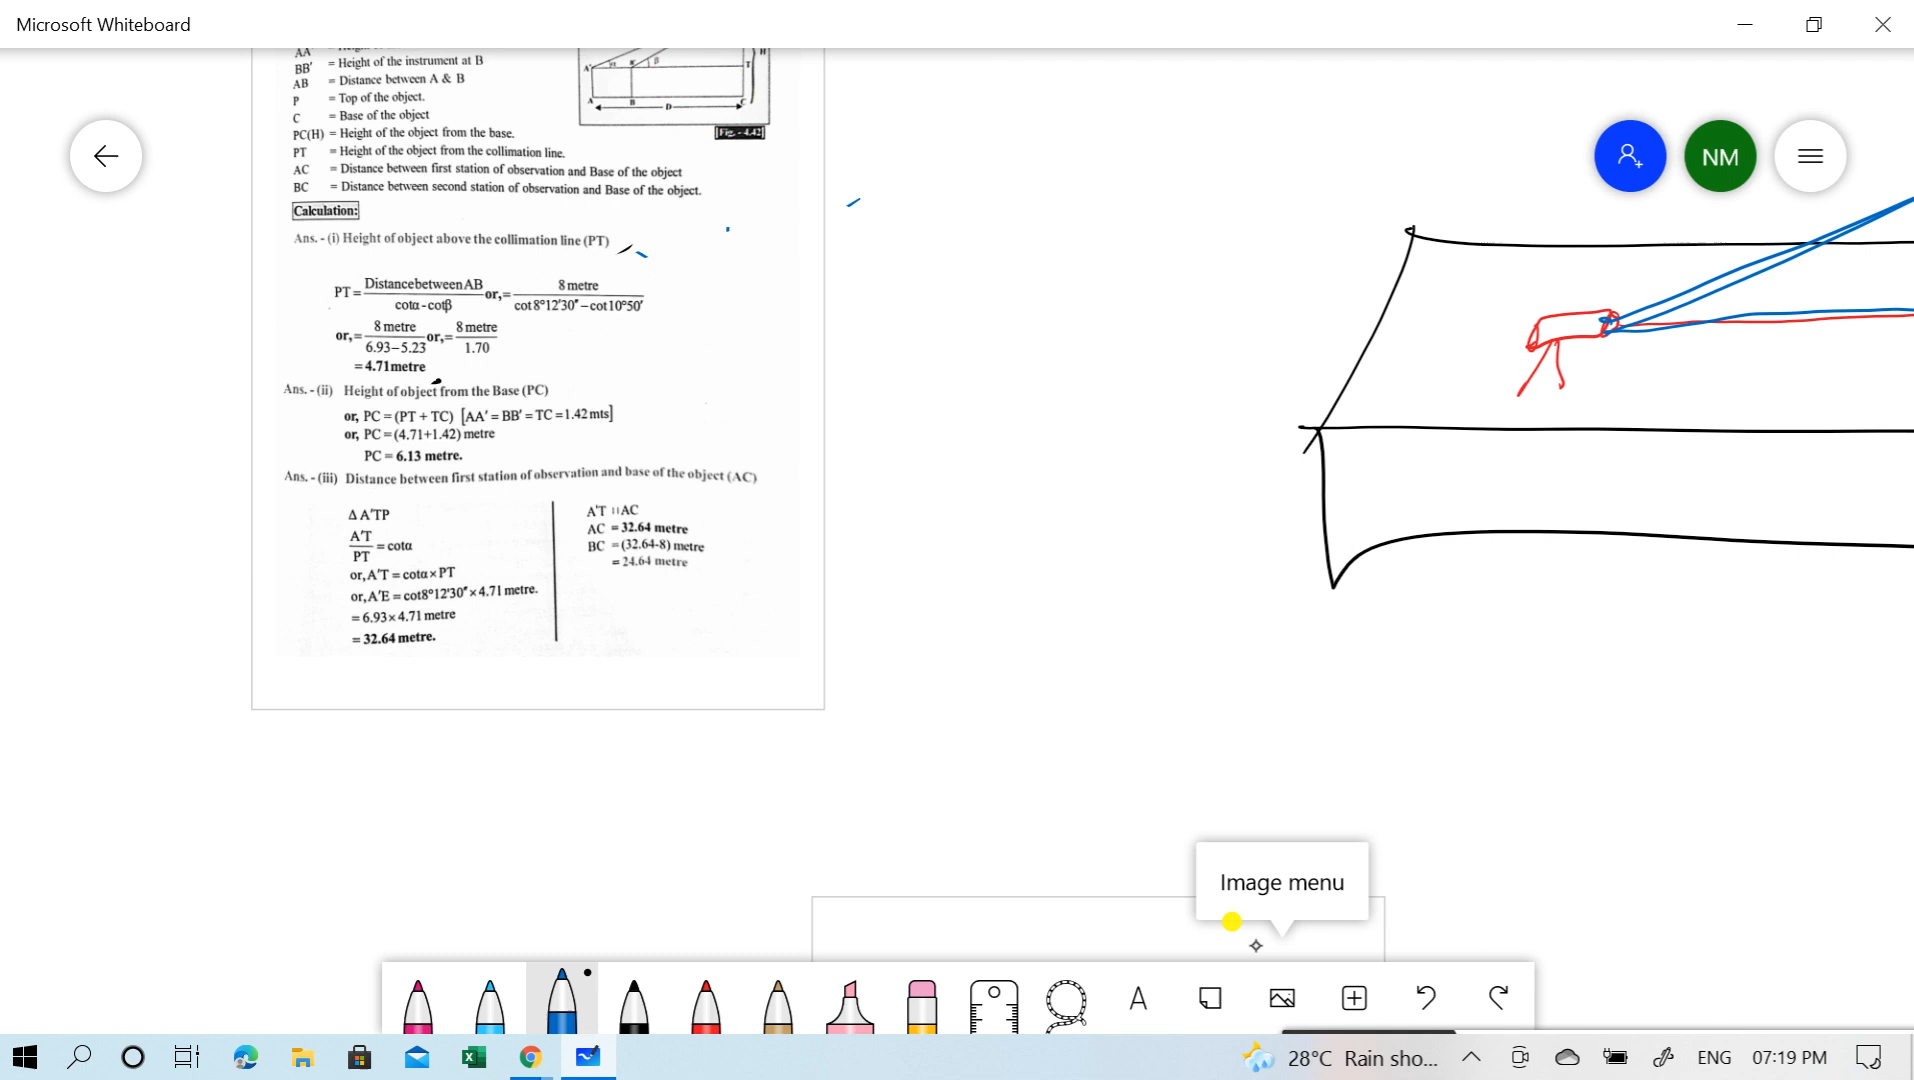 Microsoft Whiteboard
AA'
BB' = Height of the instrument at B
AB = Distance between A & B
P = Top of the object.
C = Base of the object
PC(H) = Height of the object from the base.
PT = Height of the object from the collimation line.
AC = Distance between first station of observation and Base of the object
BC = Distance between second station of observation and Base of the object.
A' α B' β T H
A B D C
[Fig. - 4.42]
NM
Calculation:
Ans. - (i) Height of object above the collimation line (PT)
PT = Distance between AB / cotα - cotβ or, = 8 metre / cot 8°12'30" – cot 10°50'
or, = 8 metre / 6.93 – 5.23 or, = 8 metre / 1.70
= 4.71 metre
Ans. - (ii) Height of object from the Base (PC)
or, PC = (PT + TC) [AA' = BB' = TC = 1.42 mts]
or, PC = (4.71+1.42) metre
PC = 6.13 metre.
Ans. - (iii) Distance between first station of observation and base of the object (AC)
Δ A'TP
A'T / PT = cotα
or, A'T = cotα × PT
or, A'E = cot8°12'30" × 4.71 metre.
= 6.93 × 4.71 metre
= 32.64 metre.
A'T ॥ AC
AC = 32.64 metre
BC = (32.64-8) metre
= 24.64 metre
Image menu
A
28°C Rain sho... ENG 07:19 PM